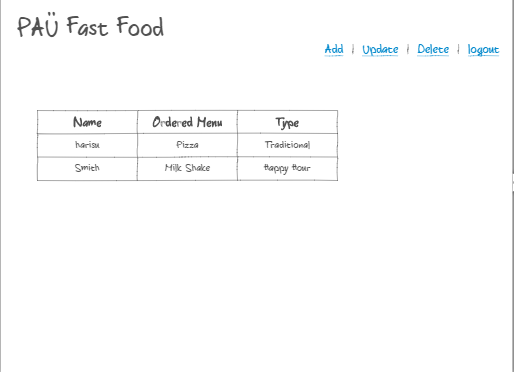 PAÜ Fast Food
Add | Update | Delete | logout
Name Ordered Menu Type
harisu Pizza Traditional
Smith Milk Shake Happy Hour